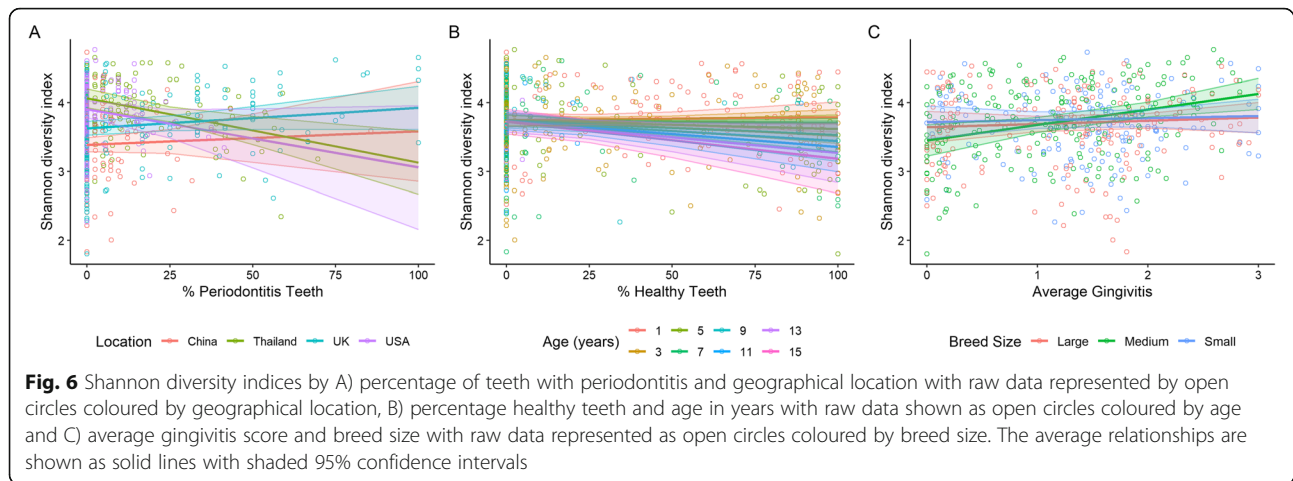 A
B
C
Shannon diversity index
4
3
2
0
25
50
75
100
% Periodontitis Teeth
Shannon diversity index
4
3
2
0
25
50
75
100
% Healthy Teeth
Shannon diversity index
4
3
2
0
1
2
3
Average Gingivitis
Location China Thailand UK USA
Age (years) 1 5 9 13
3 7 11 15
Breed Size Large Medium Small
Fig. 6 Shannon diversity indices by A) percentage of teeth with periodontitis and geographical location with raw data represented by open
circles coloured by geographical location, B) percentage healthy teeth and age in years with raw data shown as open circles coloured by age
and C) average gingivitis score and breed size with raw data represented as open circles coloured by breed size. The average relationships are
shown as solid lines with shaded 95% confidence intervals